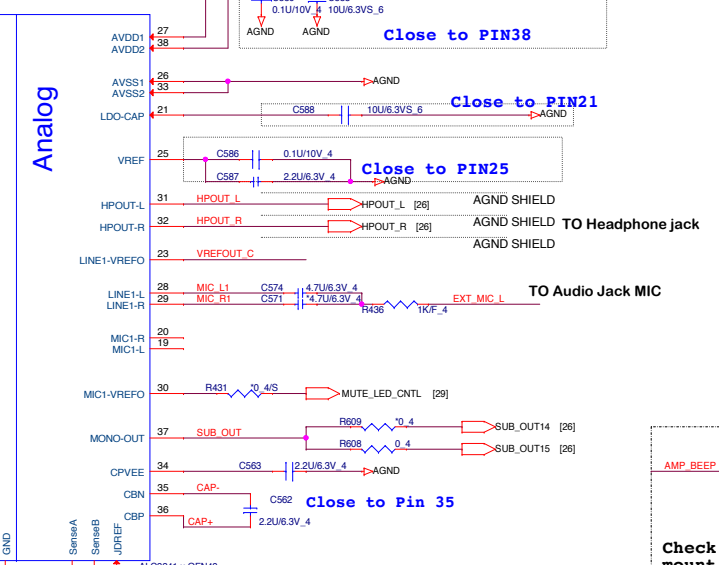 0.1U/10V_4 10U/6.3VS_6
AVDD1 27
AVDD2 38
AGND AGND
Close to PIN38
Analog
AVSS1 26
AVSS2 33
AGND
LDO-CAP 21 C588 10U/6.3VS_6 AGND
Close to PIN21
VREF 25 C586 0.1U/10V_4
C587 2.2U/6.3V_4 AGND
Close to PIN25
HPOUT-L 31 HPOUT_L HPOUT_L [26]
AGND SHIELD
HPOUT-R 32 HPOUT_R HPOUT_R [26]
AGND SHIELD
TO Headphone jack
AGND SHIELD
LINE1-VREFO 23 VREFOUT_C
LINE1-L 28 MIC_L1 C574 4.7U/6.3V_4
LINE1-R 29 MIC_R1 C571 *4.7U/6.3V_4
R436 1K/F_4 EXT_MIC_L
TO Audio Jack MIC
MIC1-R 20
MIC1-L 19
MIC1-VREFO 30 R431 *0_4/S MUTE_LED_CNTL [29]
R609 *0_4 SUB_OUT14 [26]
MONO-OUT 37 SUB_OUT
R608 0_4 SUB_OUT15 [26]
CPVEE 34 C563 2.2U/6.3V_4 AGND
CBN 35 CAP-
C562
2.2U/6.3V_4
Close to Pin 35
CBP 36 CAP+
AMP_BEEP
GND
SenseA
SenseB
JDREF
Check
mount